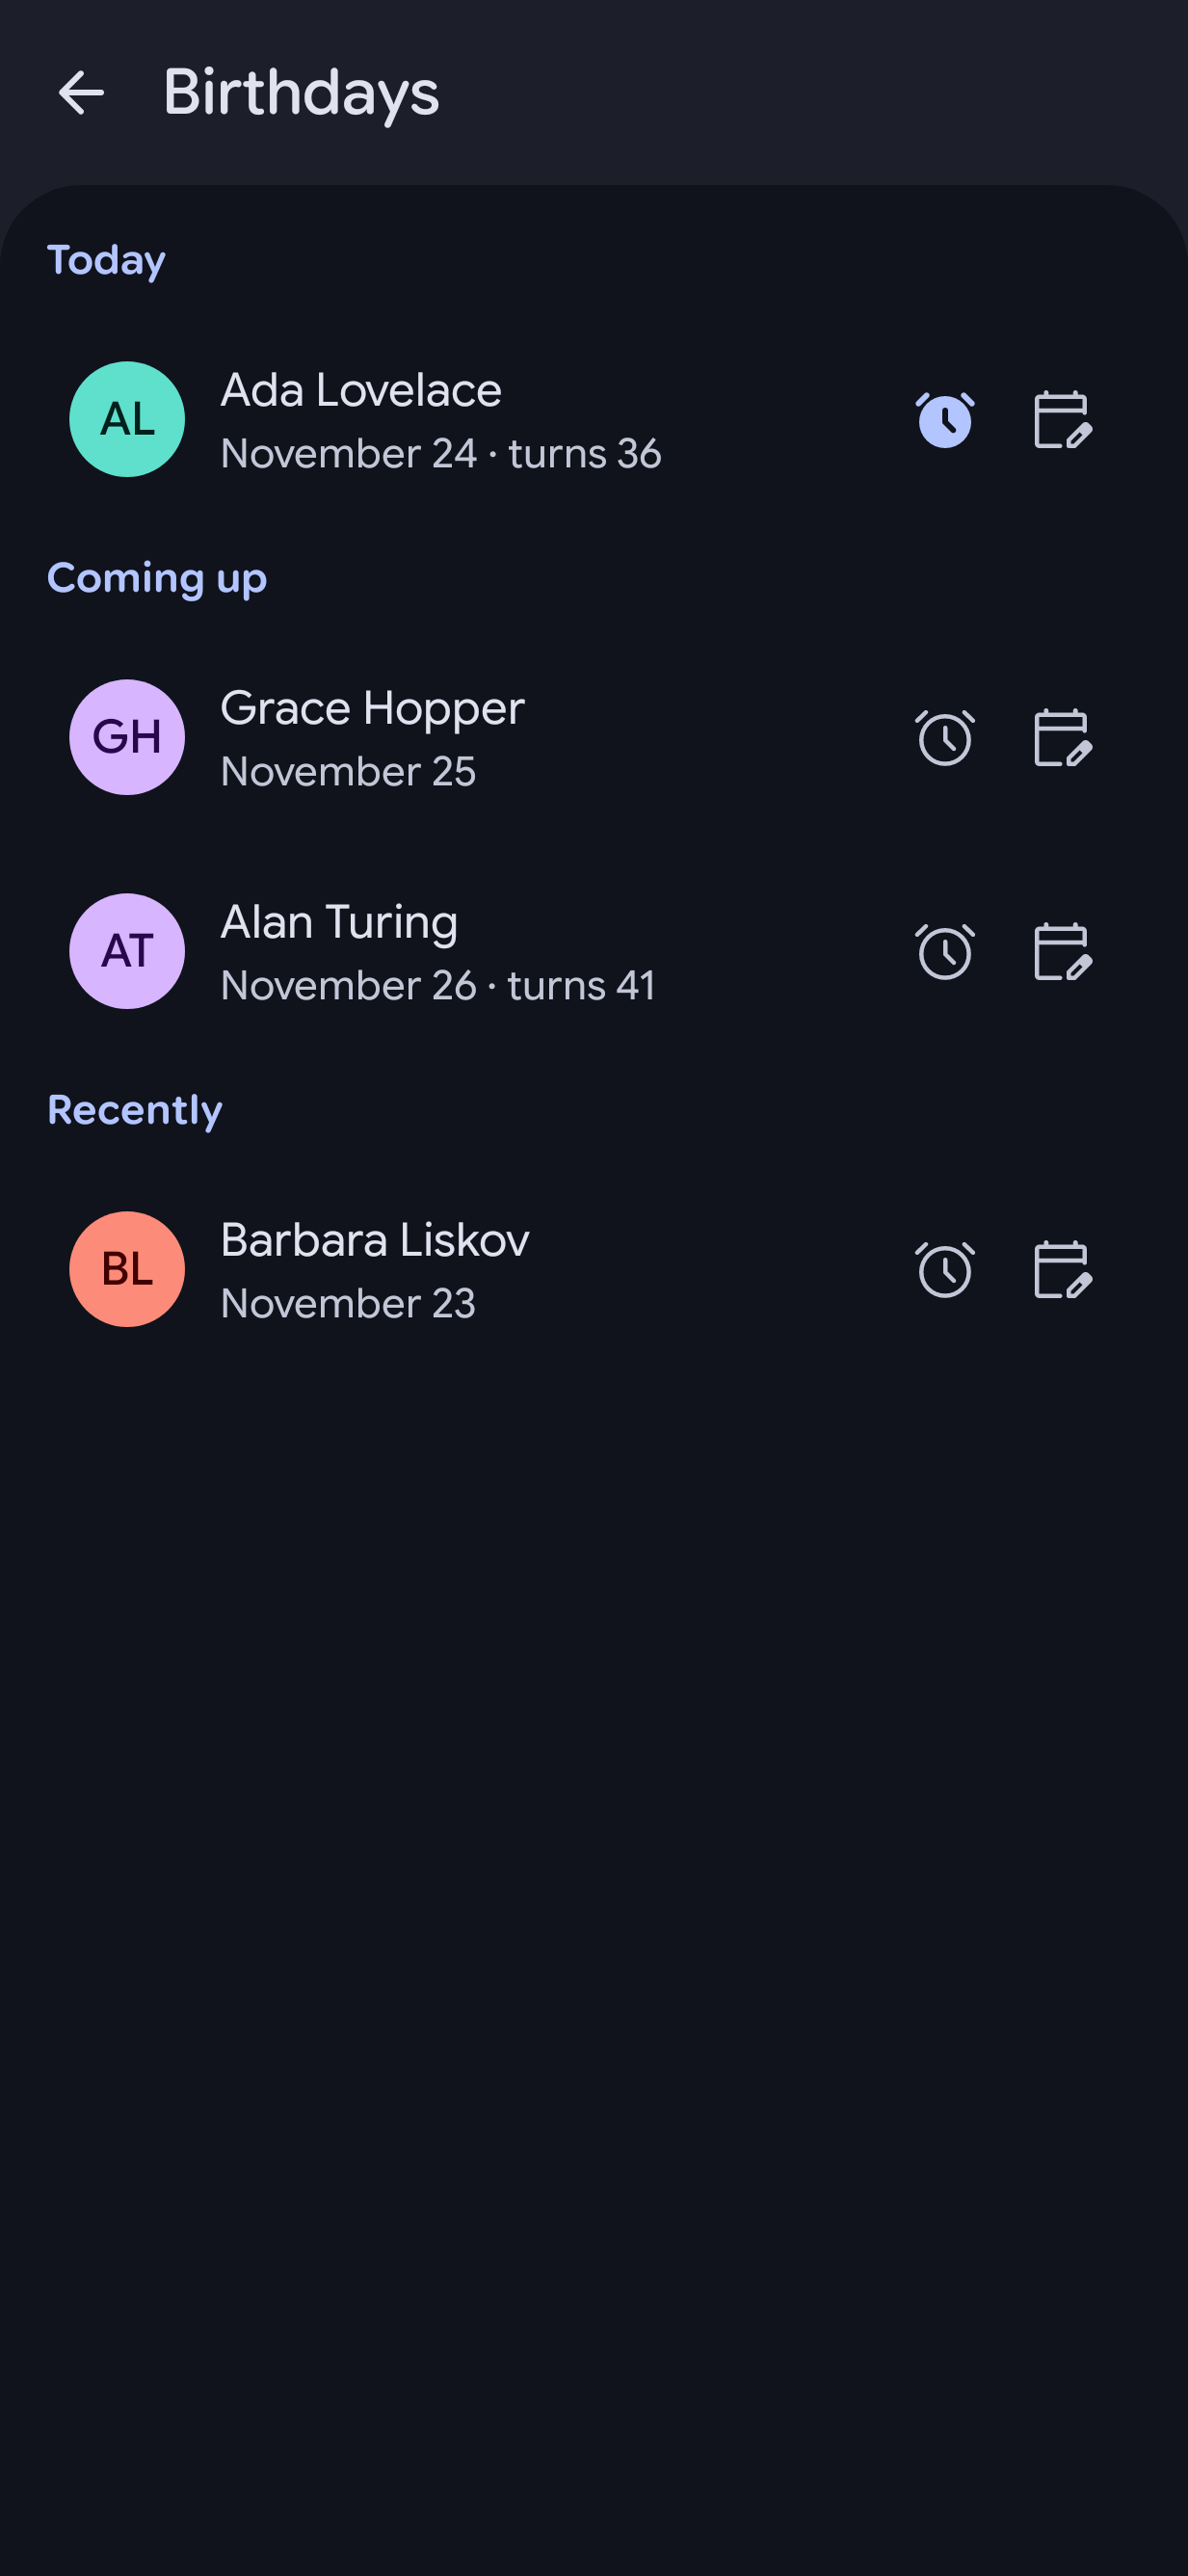 Birthdays
Today
AL
Ada Lovelace
November 24 · turns 36
Coming up
GH
Grace Hopper
November 25
AT
Alan Turing
November 26 · turns 41
Recently
BL
Barbara Liskov
November 23